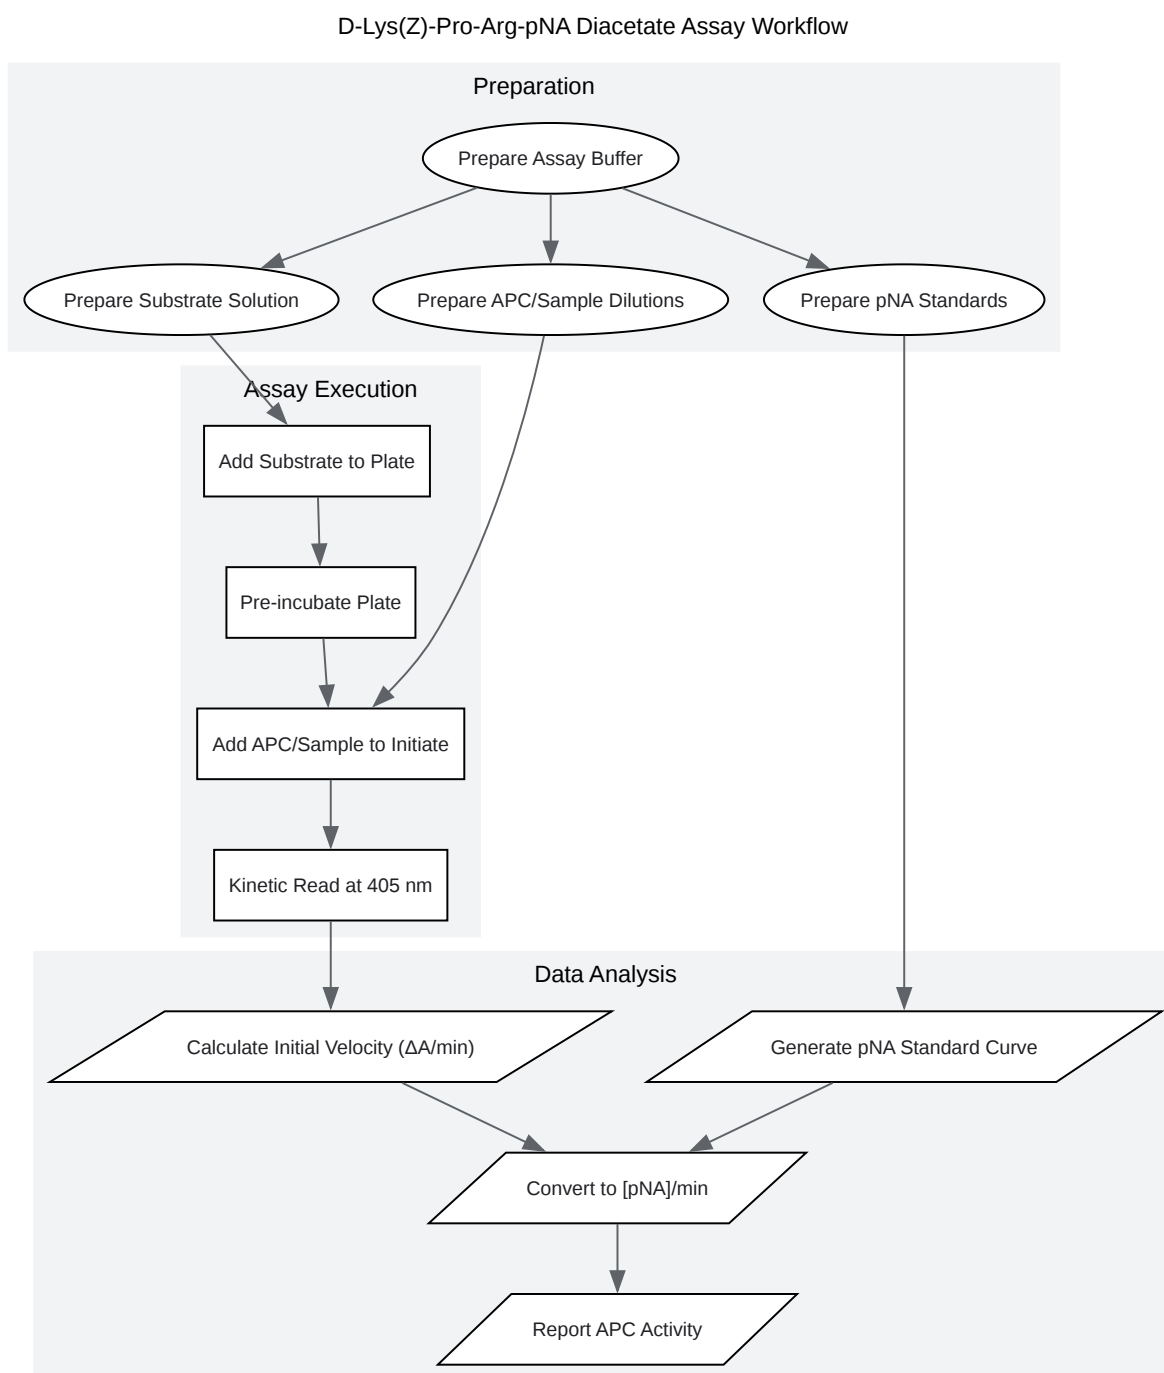 D-Lys(Z)-Pro-Arg-pNA Diacetate Assay Workflow
Preparation
Prepare Assay Buffer
Prepare Substrate Solution
Prepare APC/Sample Dilutions
Prepare pNA Standards
Assay Execution
Add Substrate to Plate
Pre-incubate Plate
Add APC/Sample to Initiate
Kinetic Read at 405 nm
Data Analysis
Calculate Initial Velocity (ΔA/min)
Generate pNA Standard Curve
Convert to [pNA]/min
Report APC Activity